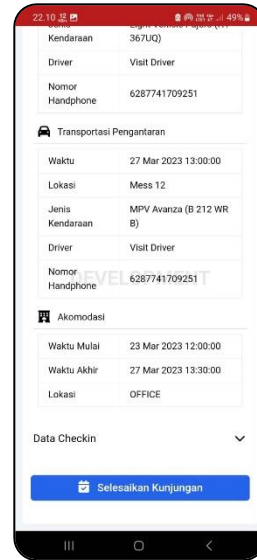 22.10
49%
Kendaraan
367UQ)
Driver
Visit Driver
Nomor
Handphone
6287741709251
Transportasi Pengantaran
Waktu
27 Mar 2023 13:00:00
Lokasi
Mess 12
Jenis
Kendaraan
MPV Avanza (B 212 WR
B)
Driver
Visit Driver
Nomor
Handphone
6287741709251
DEVELOPMENT
Akomodasi
Waktu Mulai
23 Mar 2023 12:00:00
Waktu Akhir
27 Mar 2023 13:30:00
Lokasi
OFFICE
Data Checkin
Selesaikan Kunjungan